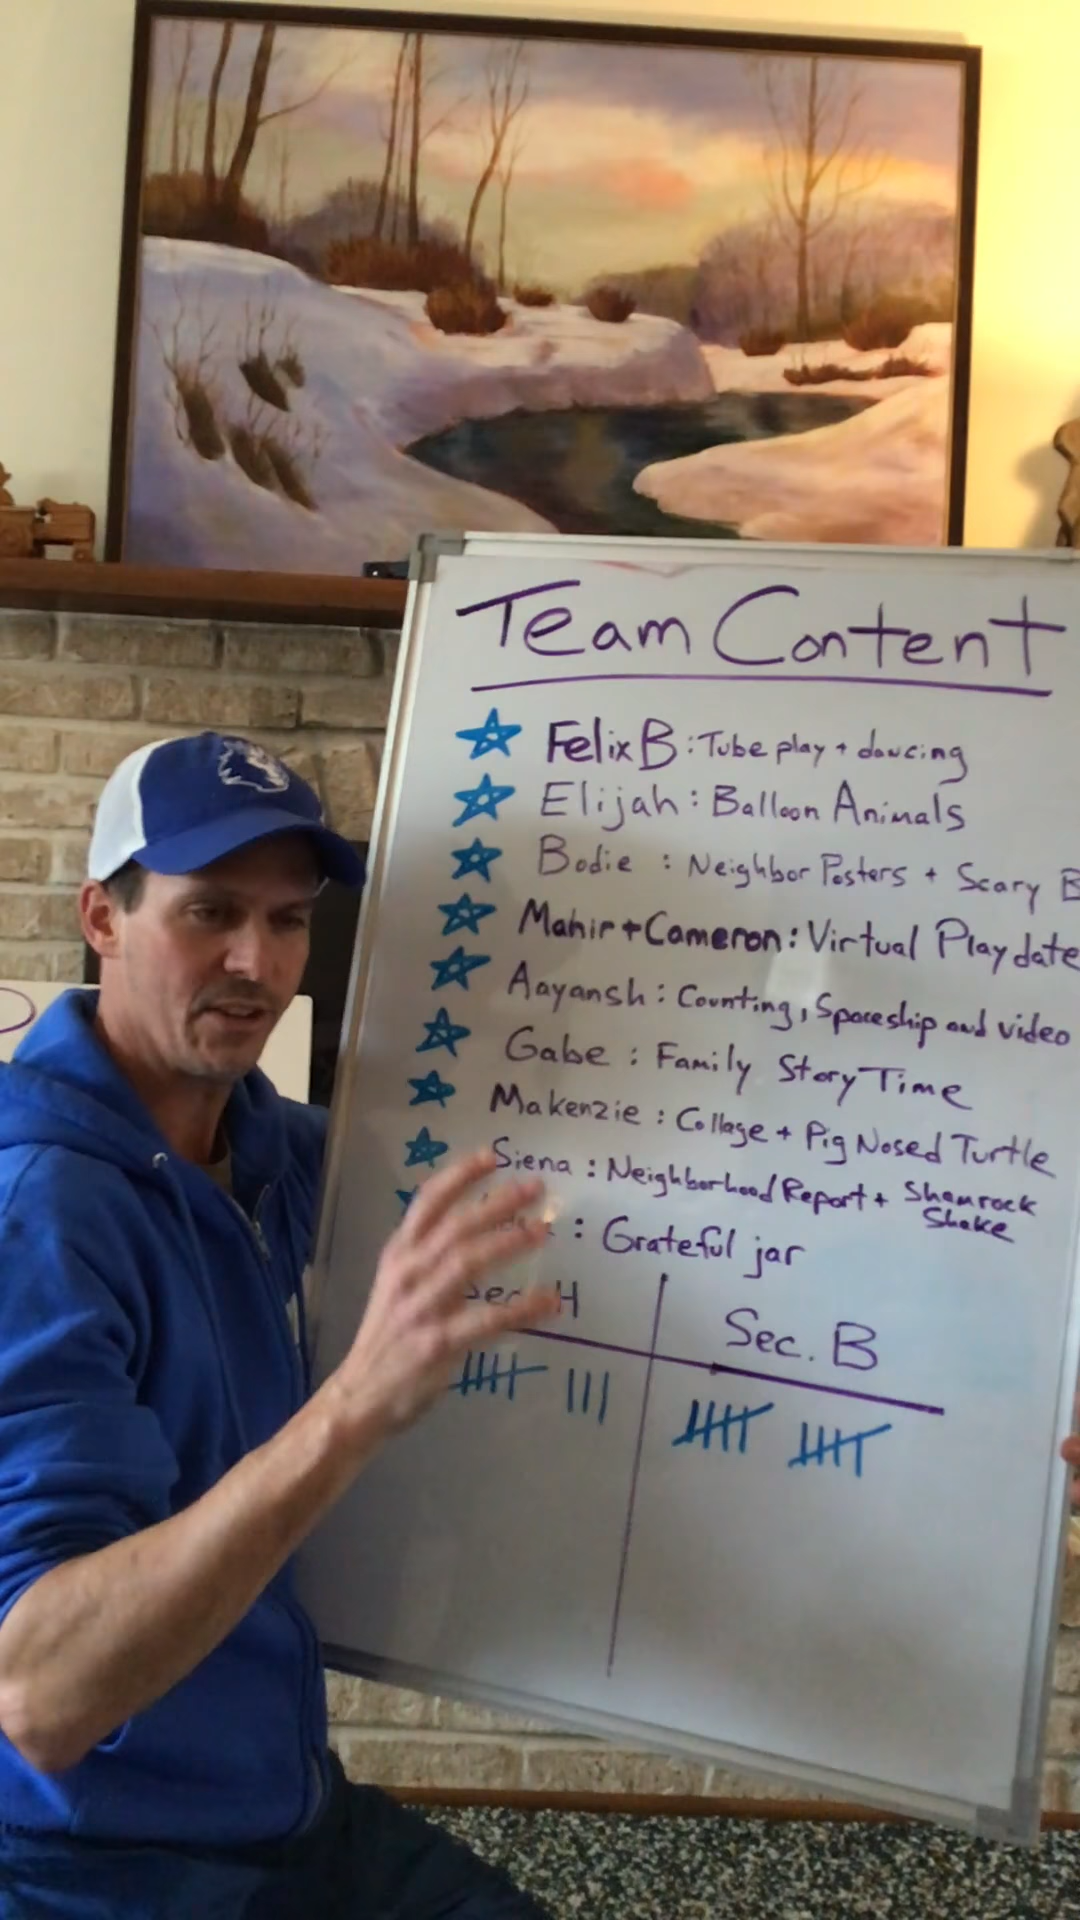 Team Content
Felix B: Tube play + dancing
Elijah: Balloon Animals
Bodie : Neighbor Posters + Scary B
Mahir + Cameron: Virtual Playdate
Aayansh: Counting, Spaceship and video
Gabe : Family Story Time
Makenzie : Collage + Pig Nosed Turtle
Siena : Neighborhood Report + Shamrock
Shake
: Grateful jar
Sec. H
Sec. B